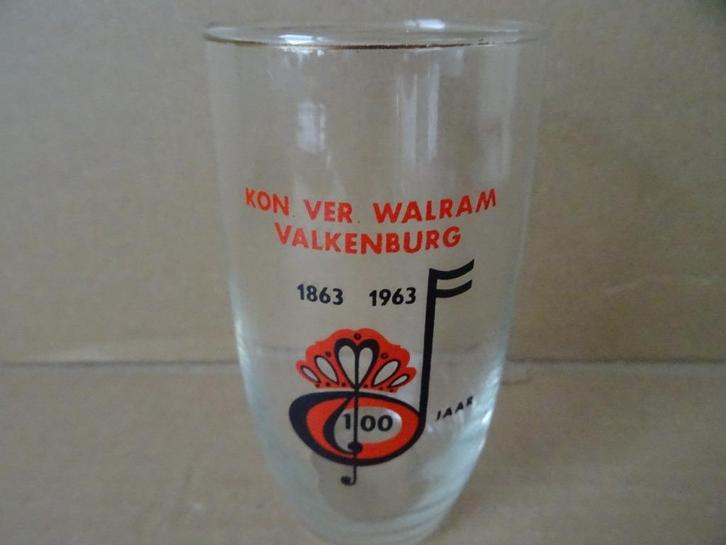 KON. VER. WALRAM
VALKENBURG
1863 1963
100
JAAR